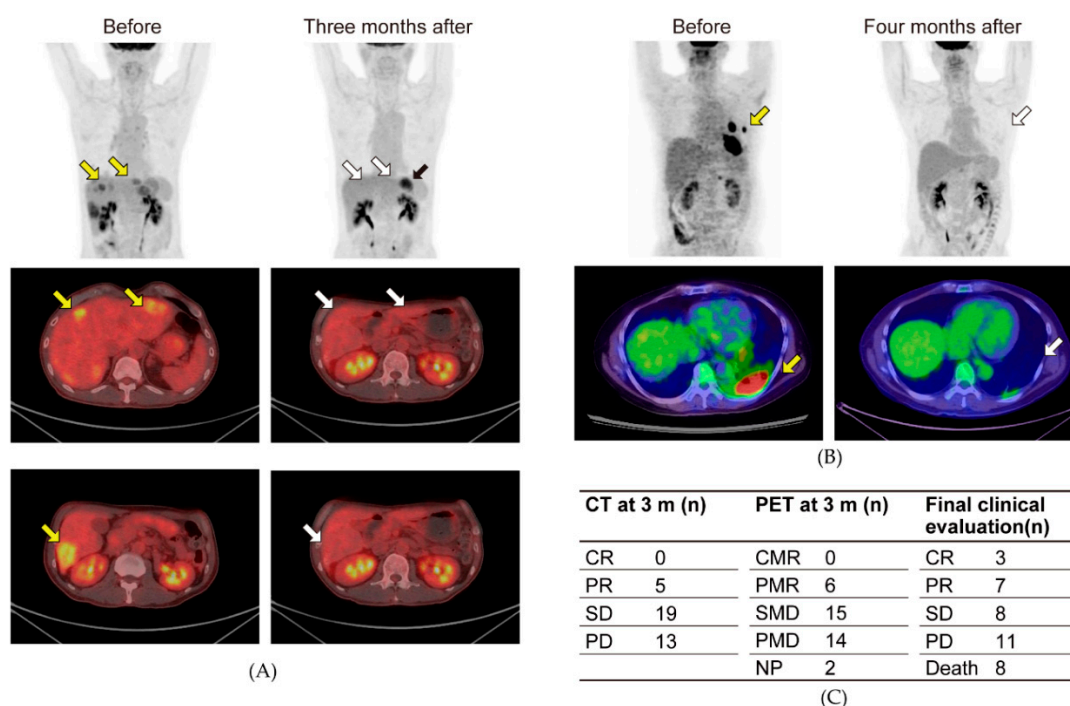 Before
Three months after
(A)
Before
Four months after
(B)
CT at 3 m (n) PET at 3 m (n) Final clinical
evaluation(n)
CR 0 CMR 0 CR 3
PR 5 PMR 6 PR 7
SD 19 SMD 15 SD 8
PD 13 PMD 14 PD 11
NP 2 Death 8
(C)